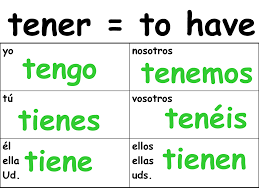 tener = to have
yo
tengo
nosotros
tenemos
tú
tienes
vosotros
tenéis
él
ella
Ud.
tiene
ellos
ellas
uds.
tienen